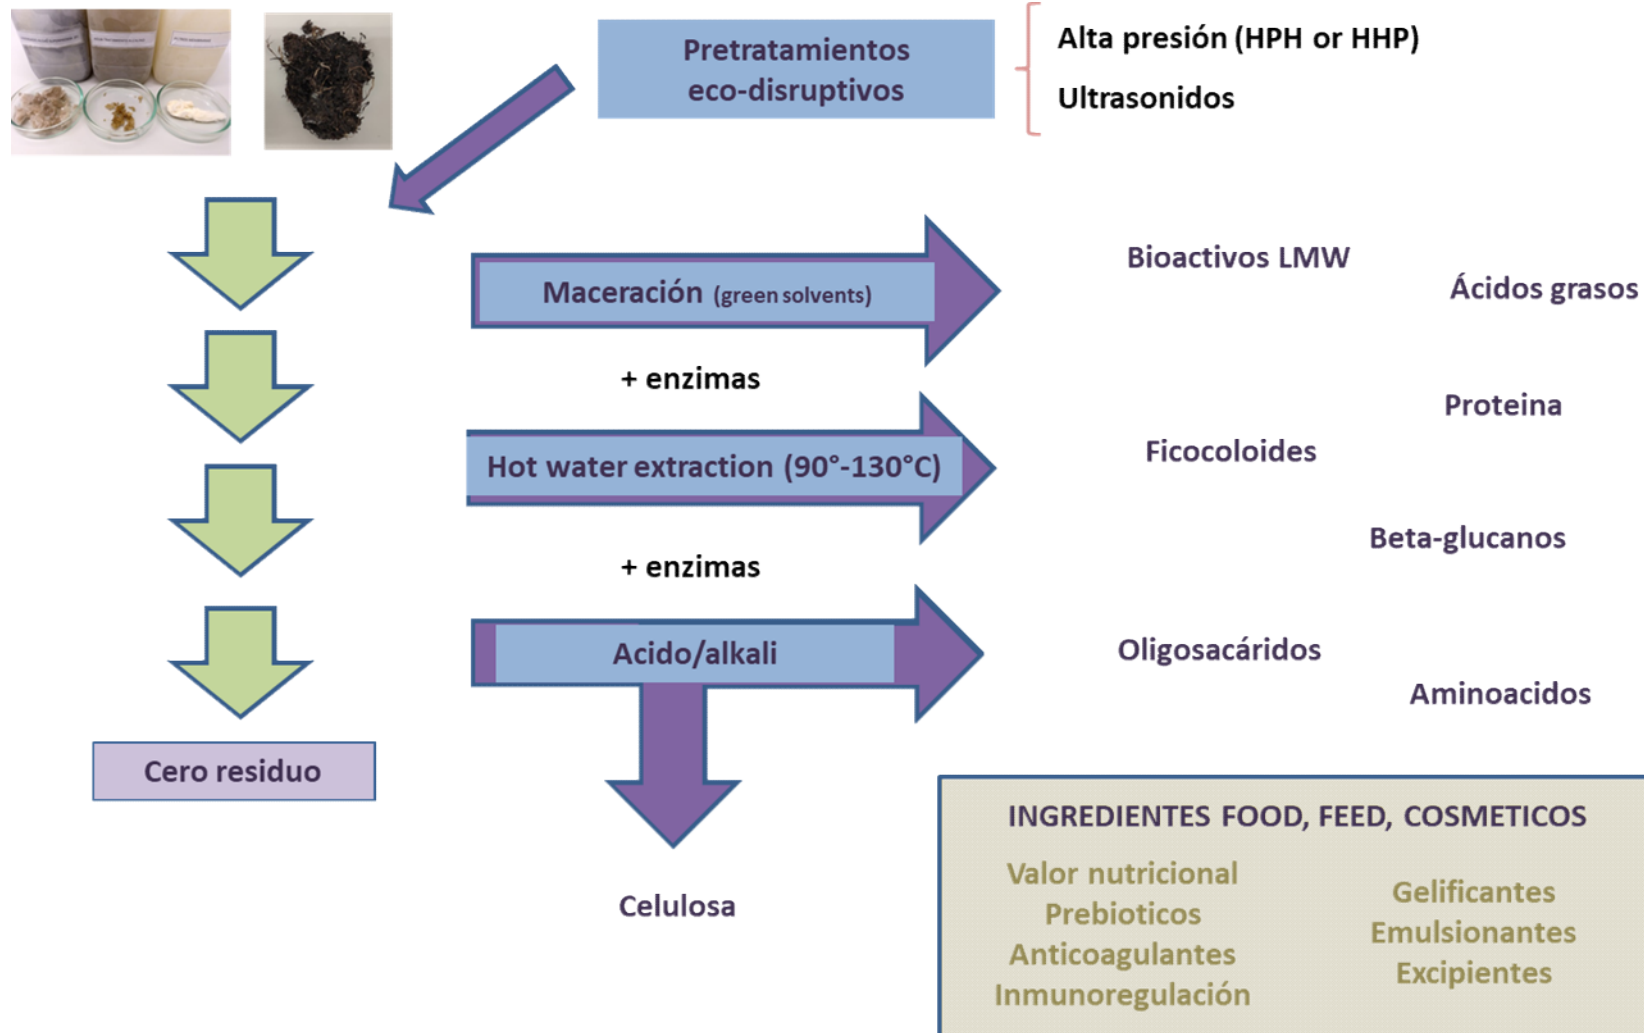 Pretratamientos
eco-disruptivos
Alta presión (HPH or HHP)
Ultrasonidos
Maceración (green solvents)
Bioactivos LMW
Ácidos grasos
+ enzimas
Proteina
Hot water extraction (90°-130°C)
Ficocoloides
Beta-glucanos
+ enzimas
Acido/alkali
Oligosacáridos
Aminoacidos
Cero residuo
Celulosa
INGREDIENTES FOOD, FEED, COSMETICOS
Valor nutricional
Prebioticos
Anticoagulantes
Inmunoregulación
Gelificantes
Emulsionantes
Excipientes